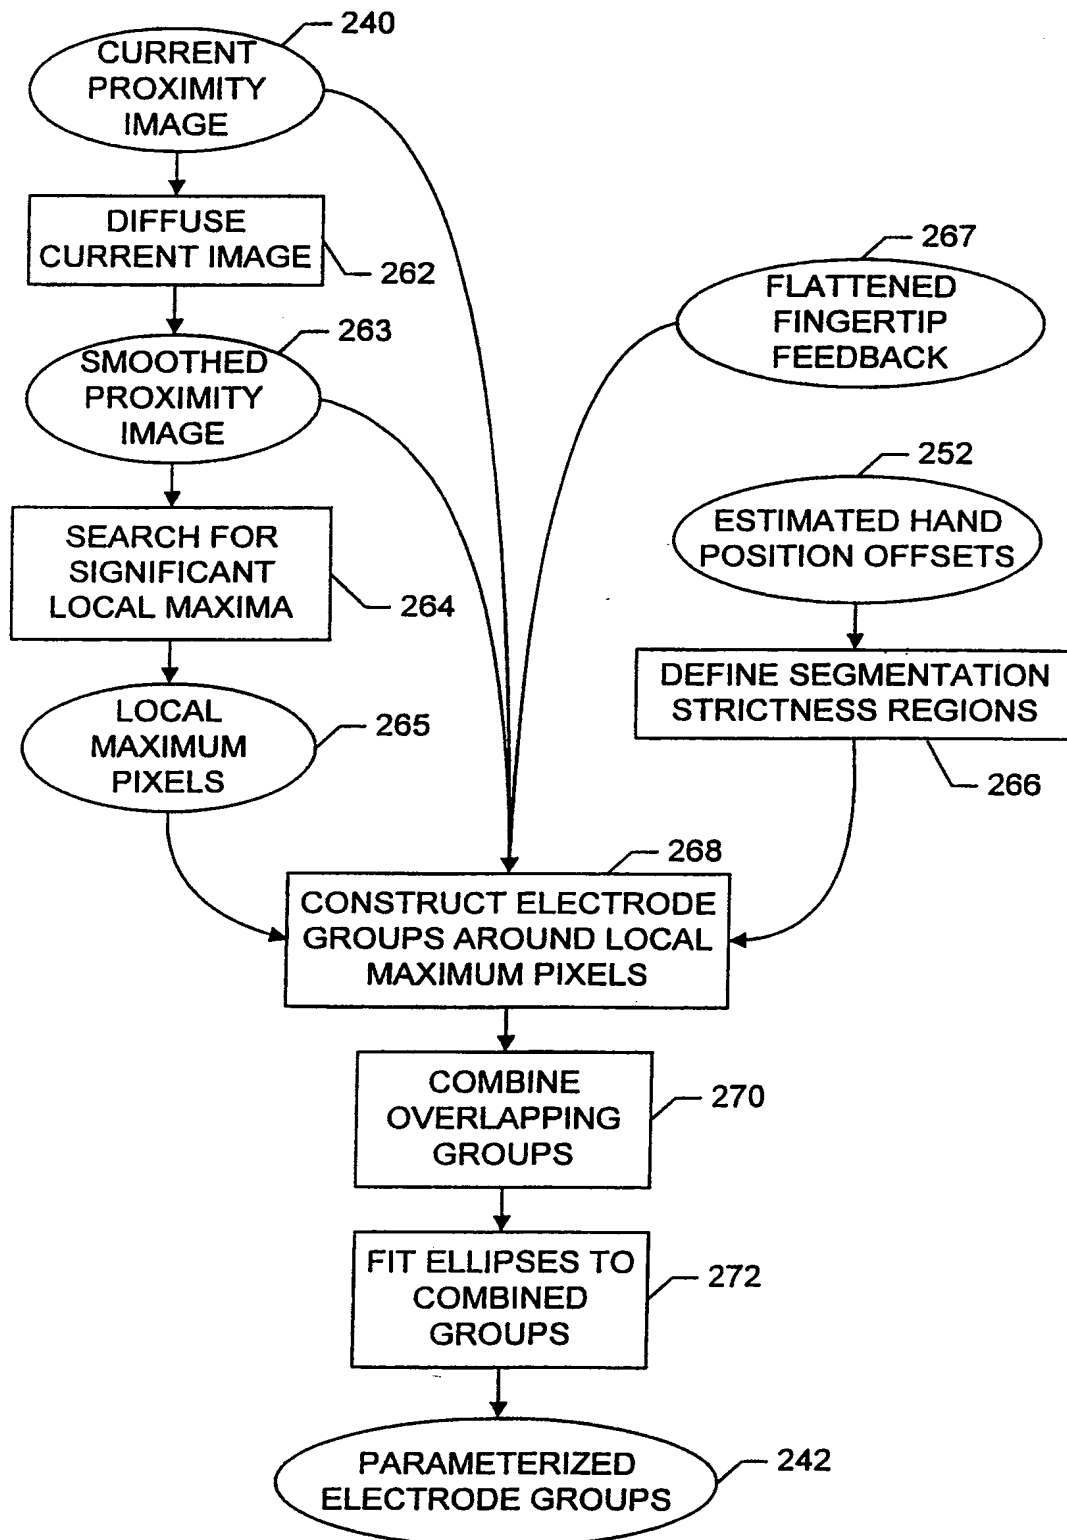 240
CURRENT
PROXIMITY
IMAGE
DIFFUSE
CURRENT IMAGE
262
267
FLATTENED
FINGERTIP
FEEDBACK
263
SMOOTHED
PROXIMITY
IMAGE
252
ESTIMATED HAND
POSITION OFFSETS
SEARCH FOR
SIGNIFICANT
LOCAL MAXIMA
264
DEFINE SEGMENTATION
STRICTNESS REGIONS
266
LOCAL
MAXIMUM
PIXELS
265
268
CONSTRUCT ELECTRODE
GROUPS AROUND LOCAL
MAXIMUM PIXELS
COMBINE
OVERLAPPING
GROUPS
270
FIT ELLIPSES TO
COMBINED
GROUPS
272
PARAMETERIZED
ELECTRODE GROUPS
242